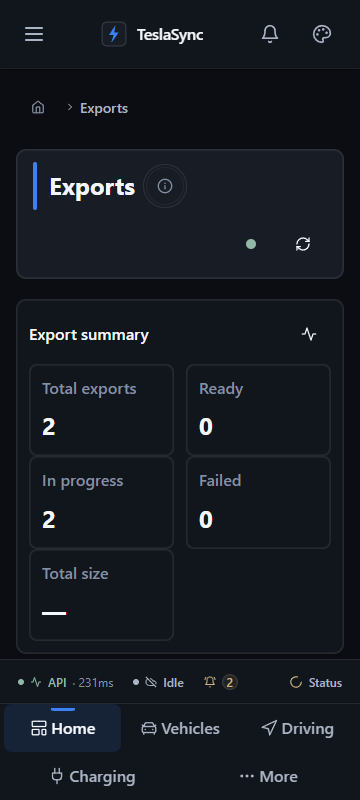 TeslaSync
Exports
Exports
Export summary
Total exports
2
Ready
0
In progress
2
Failed
0
Total size
—
API · 231ms
Idle
2
Status
Home
Vehicles
Driving
Charging
More